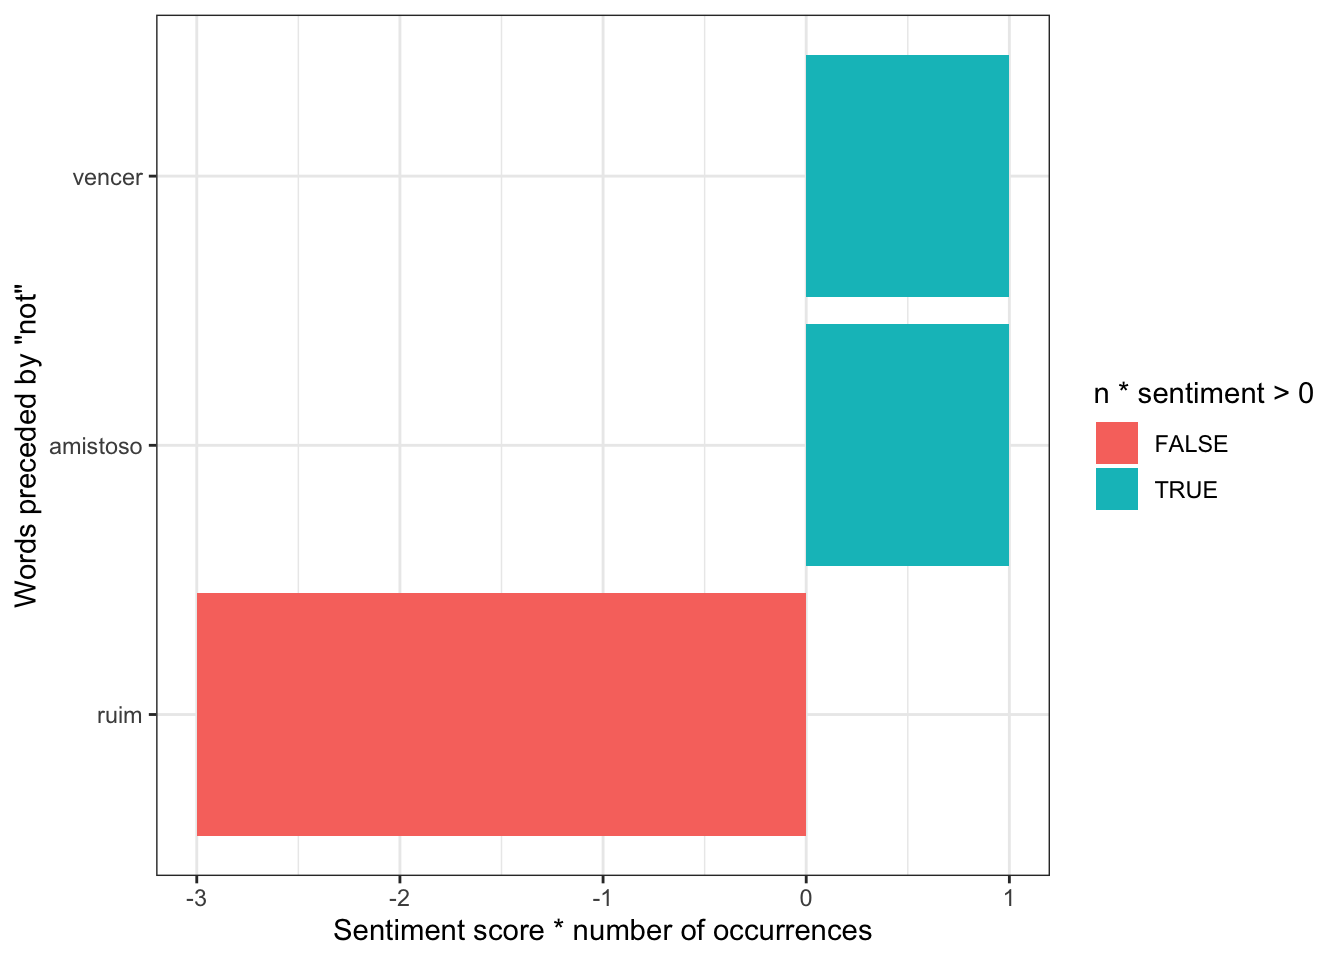 Words preceded by "not"
vencer
amistoso
ruim
-3 -2 -1 0 1
Sentiment score * number of occurrences
n * sentiment > 0
FALSE
TRUE